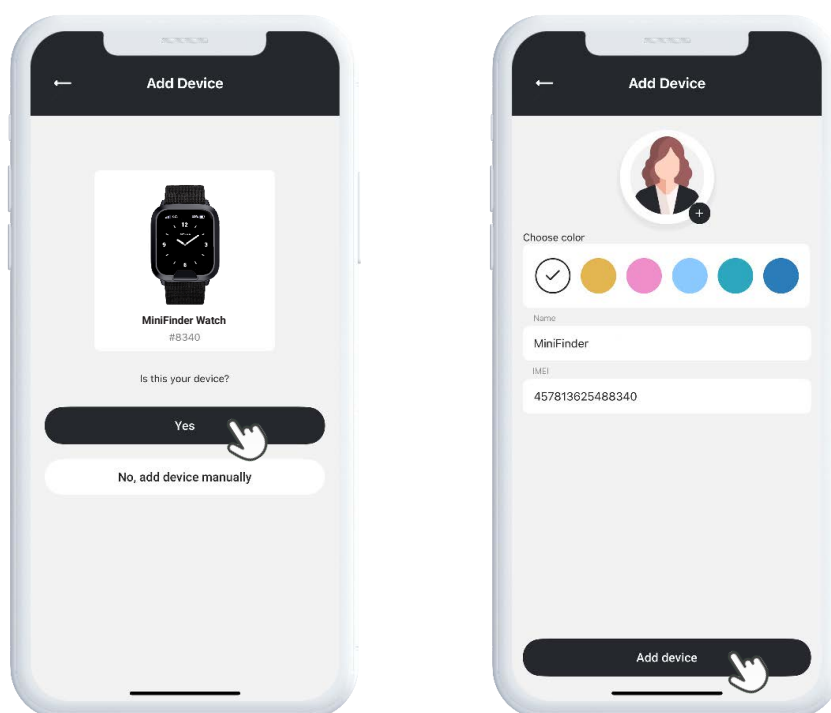 Add Device
MiniFinder Watch
#8340
Is this your device?
Yes
No, add device manually
Add Device
Choose color
Name
MiniFinder
IMEI
457813625488340
Add device